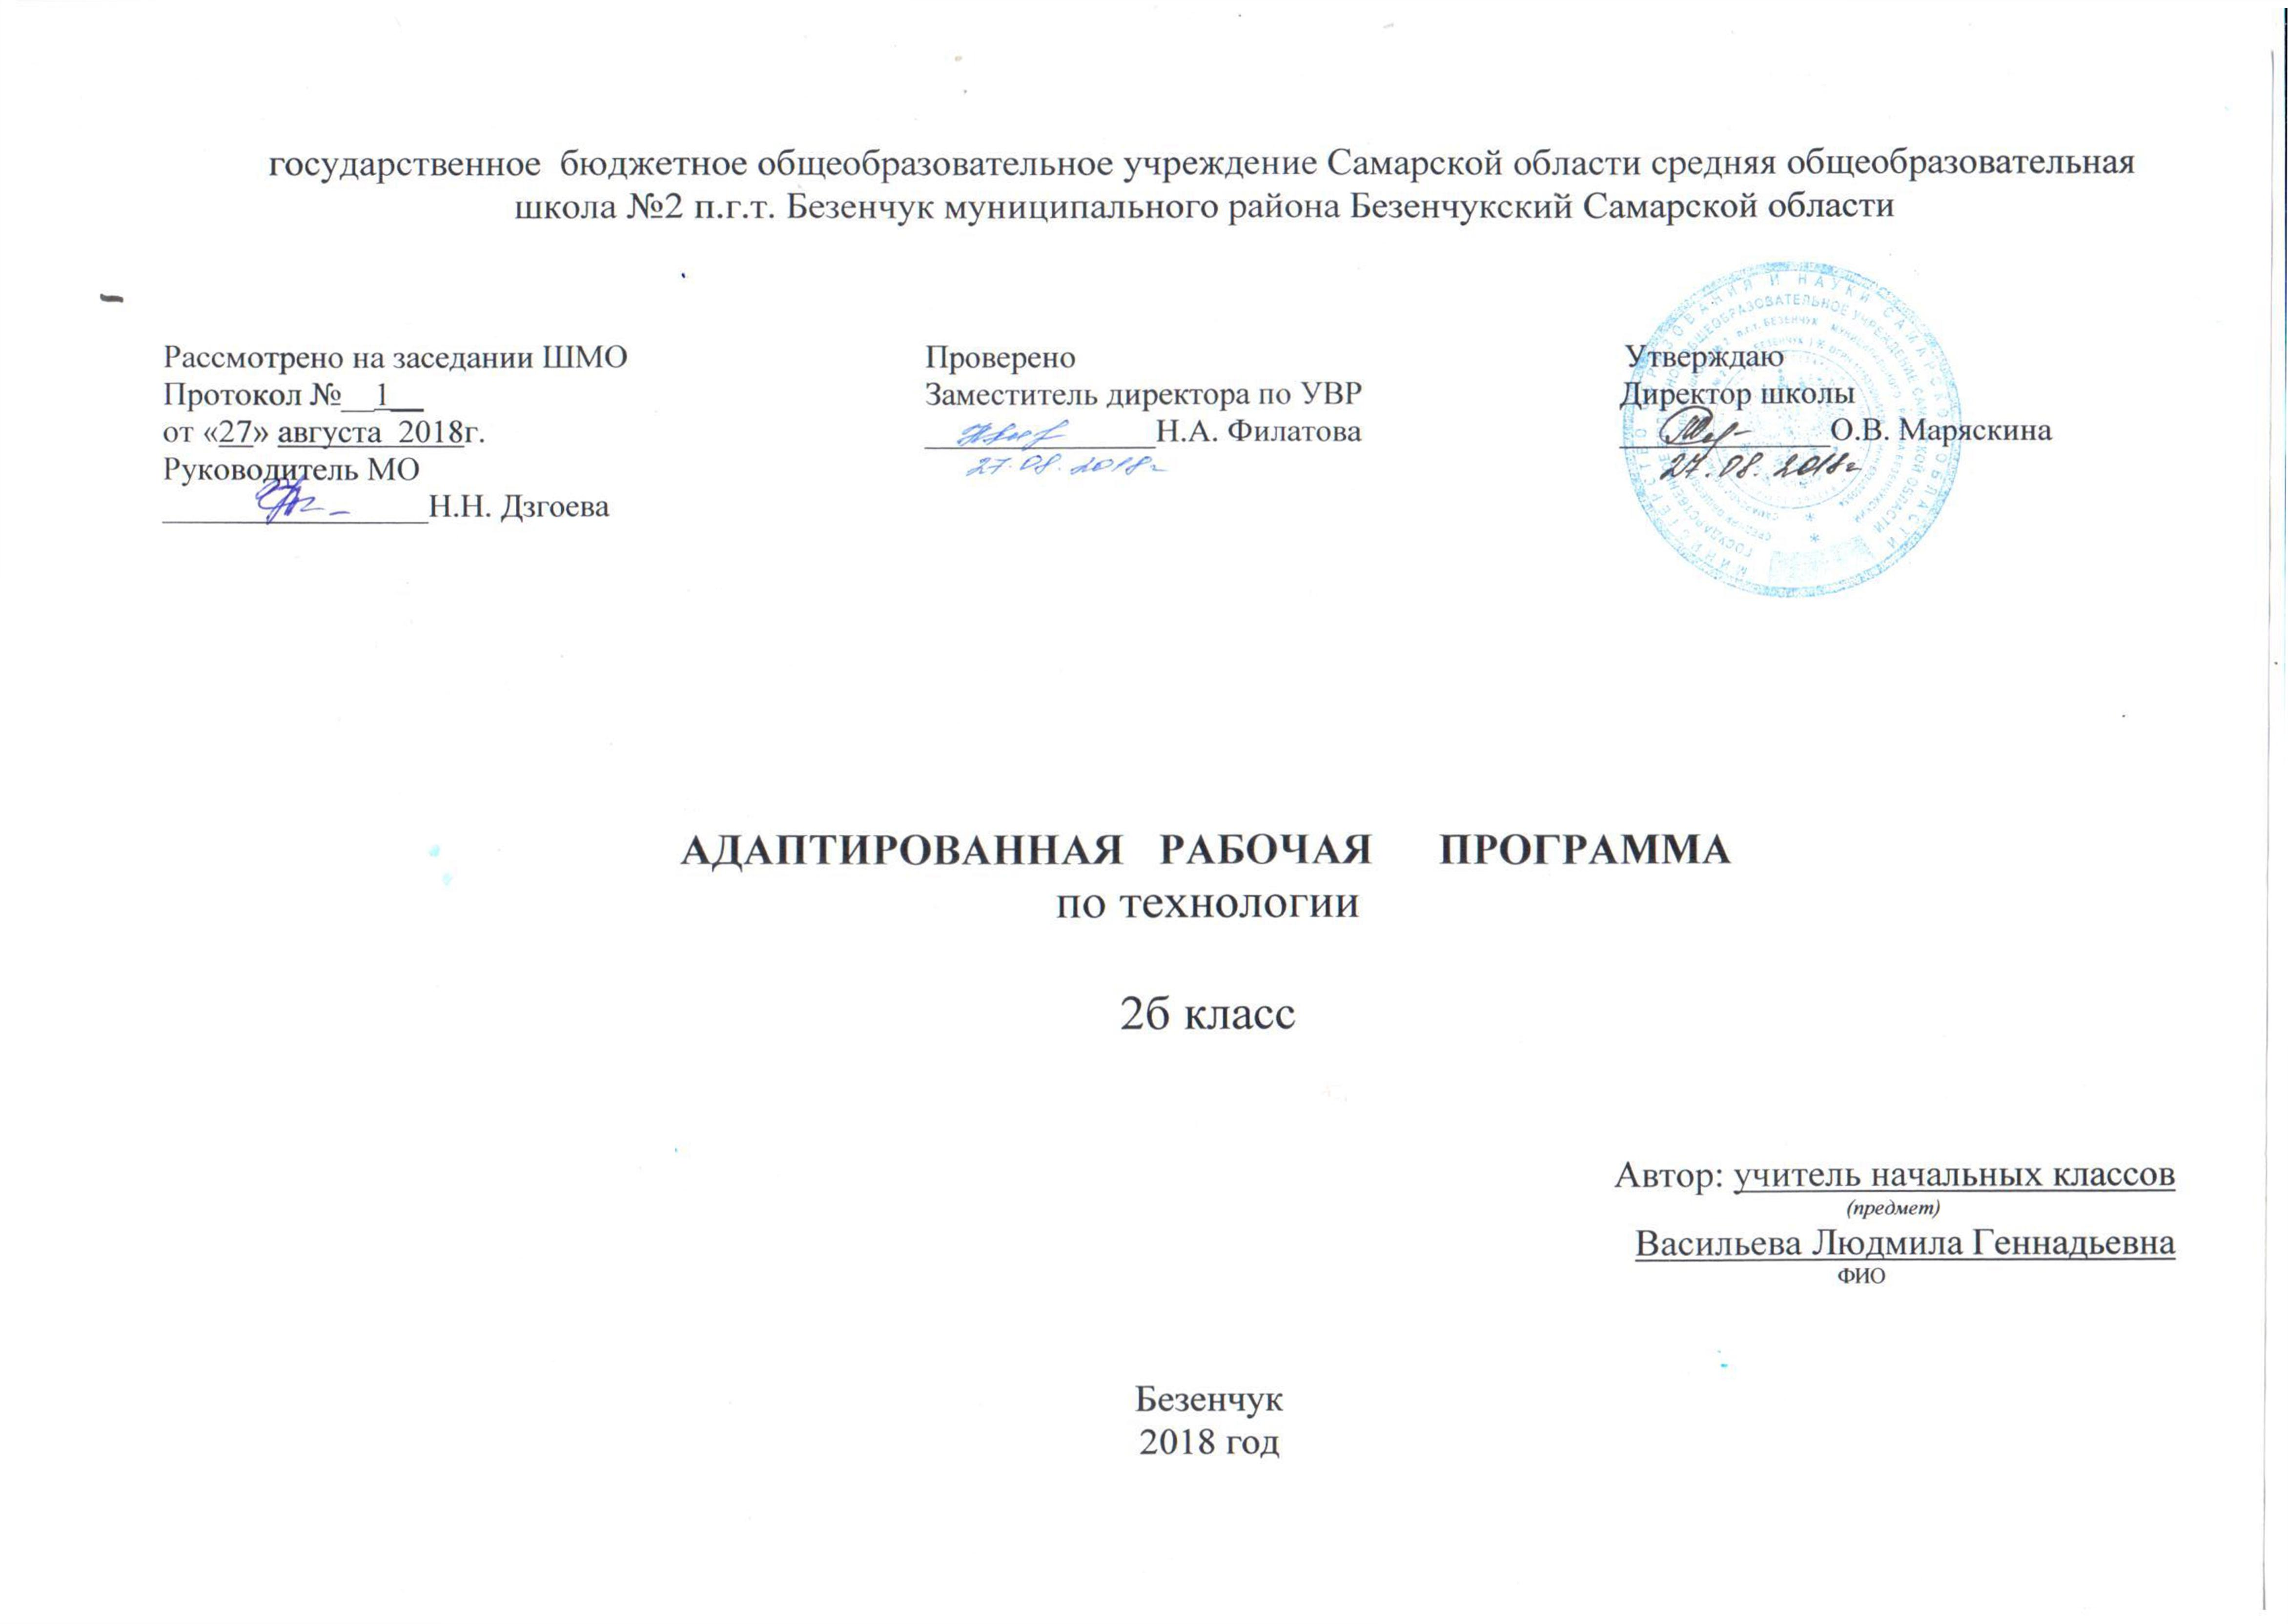 государственное бюджетное общеобразовательное учреждение Самарской области средняя общеобразовательная
школа №2 п.г.т. Безенчук муниципального района Безенчукский Самарской области
Рассмотрено на заседании ШМО
Протокол №__1__
от «27» августа 2018г.
Руководитель МО
________________Н.Н. Дзгоева
Проверено
Заместитель директора по УВР
______________Н.А. Филатова
27.08.2018г
Утверждаю
Директор школы
_____________О.В. Маряскина
27.08.2018г
АДАПТИРОВАННАЯ РАБОЧАЯ ПРОГРАММА
по технологии
2б класс
Автор: учитель начальных классов
(предмет)
Васильева Людмила Геннадьевна
ФИО
Безенчук
2018 год